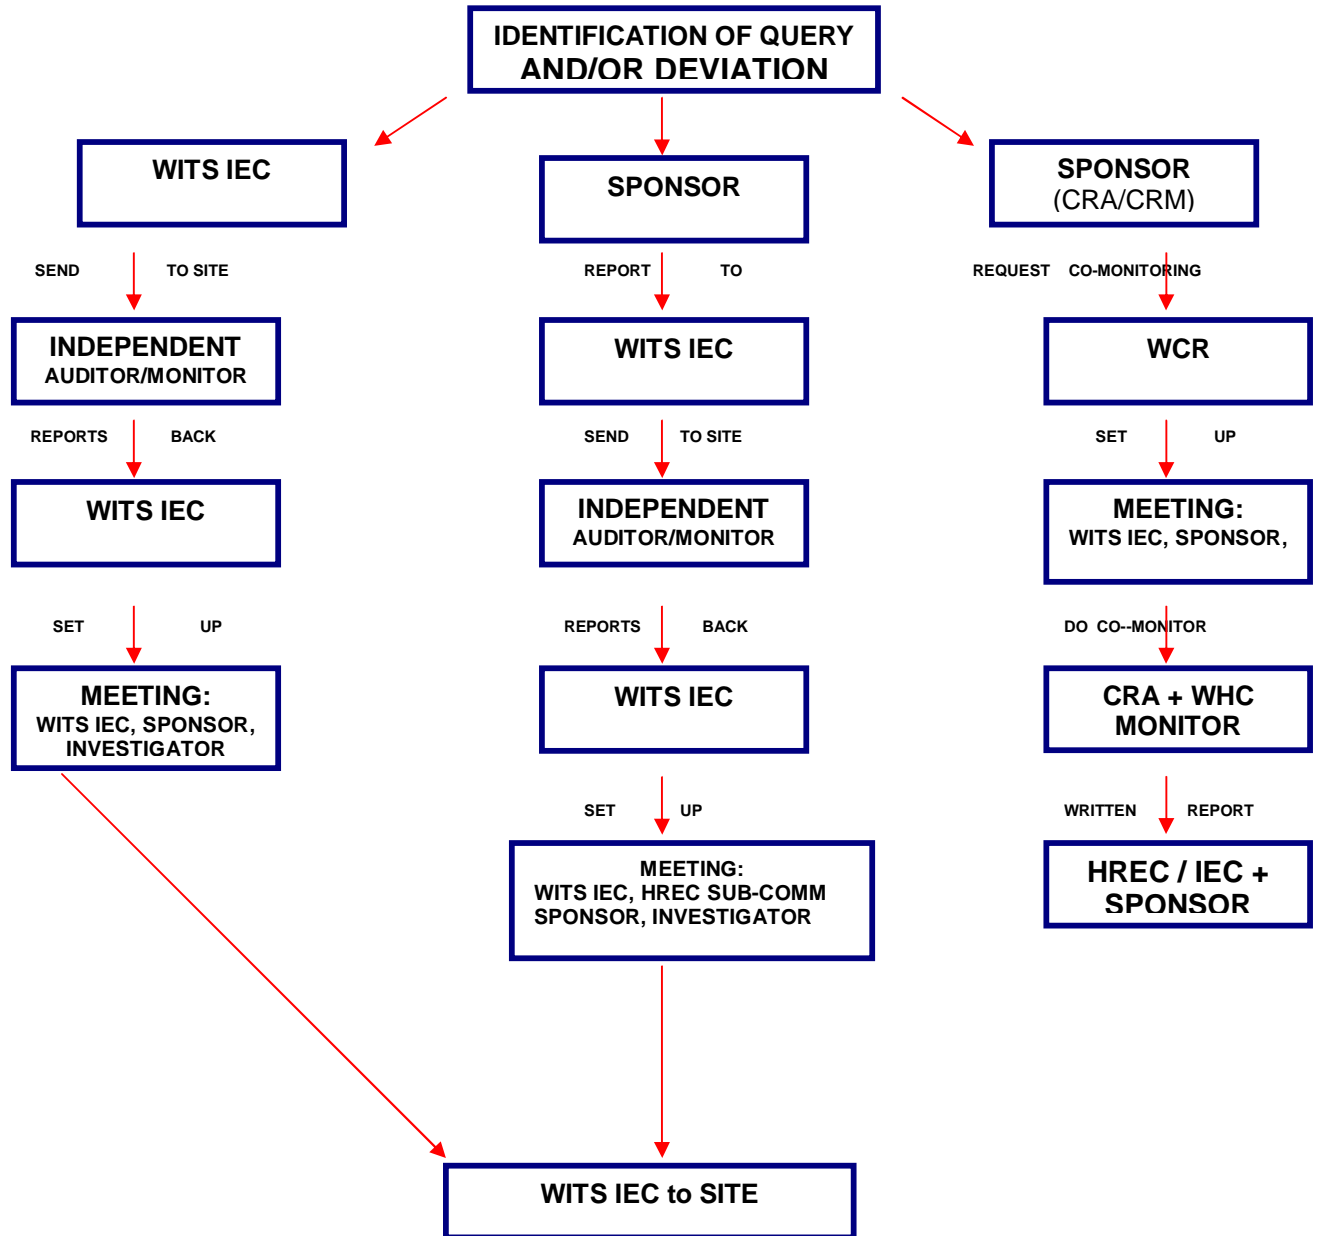 IDENTIFICATION OF QUERY
AND/OR DEVIATION
WITS IEC
SPONSOR
SPONSOR
(CRA/CRM)
SEND TO SITE
REPORT TO
REQUEST CO-MONITORING
INDEPENDENT
AUDITOR/MONITOR
WITS IEC
WCR
REPORTS BACK
SEND TO SITE
SET UP
WITS IEC
INDEPENDENT
AUDITOR/MONITOR
MEETING:
WITS IEC, SPONSOR,
SET UP
REPORTS BACK
DO CO--MONITOR
MEETING:
WITS IEC, SPONSOR,
INVESTIGATOR
WITS IEC
CRA + WHC
MONITOR
SET UP
WRITTEN REPORT
MEETING:
WITS IEC, HREC SUB-COMM
SPONSOR, INVESTIGATOR
HREC / IEC +
SPONSOR
WITS IEC to SITE